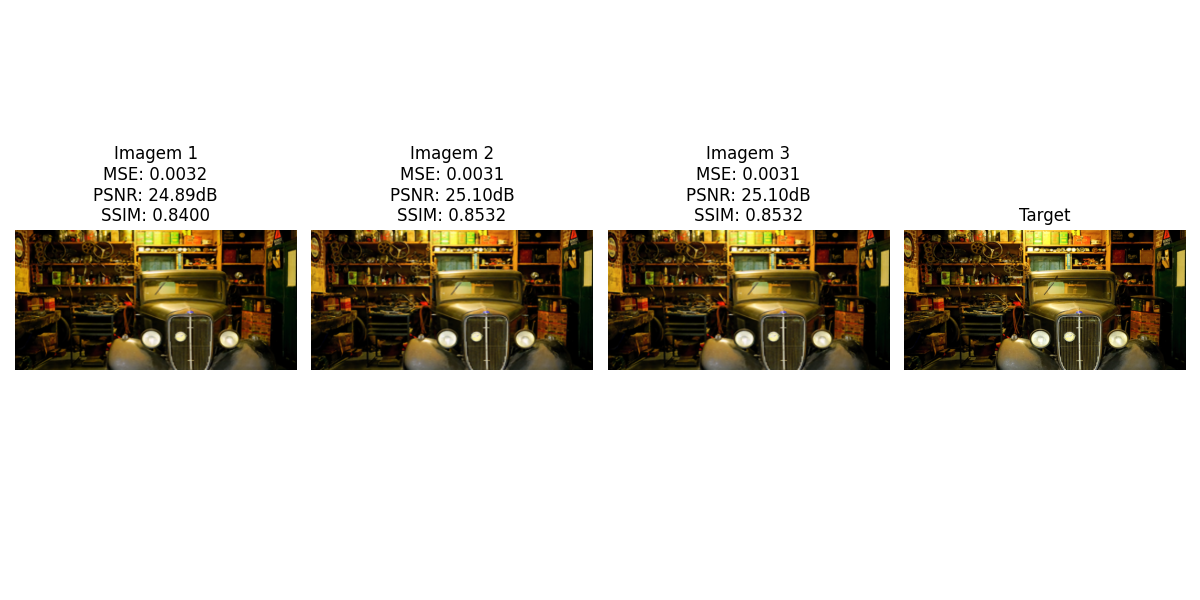 Imagem 1
MSE: 0.0032
PSNR: 24.89dB
SSIM: 0.8400
Imagem 2
MSE: 0.0031
PSNR: 25.10dB
SSIM: 0.8532
Imagem 3
MSE: 0.0031
PSNR: 25.10dB
SSIM: 0.8532
Target